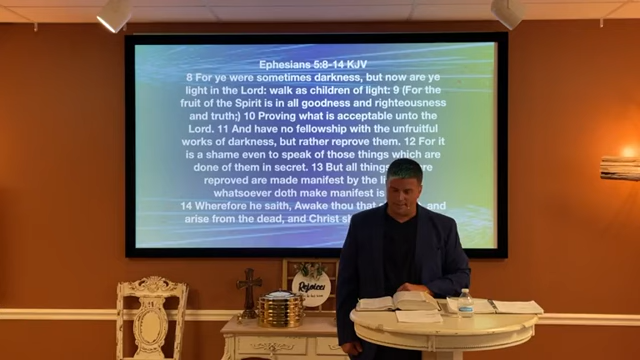 Ephesians 5:8-14 KJV
8 For ye were sometimes darkness, but now are ye
light in the Lord: walk as children of light: 9 (For the
fruit of the Spirit is in all goodness and righteousness
and truth;) 10 Proving what is acceptable unto the
Lord. 11 And have no fellowship with the unfruitful
works of darkness, but rather reprove them. 12 For it
is a shame even to speak of those things which are
done of them in secret. 13 But all things are
reproved are made manifest by the
whatsoever doth make manifest is
14 Wherefore he saith, Awake thou that and
arise from the dead, and Christ
Rejoice